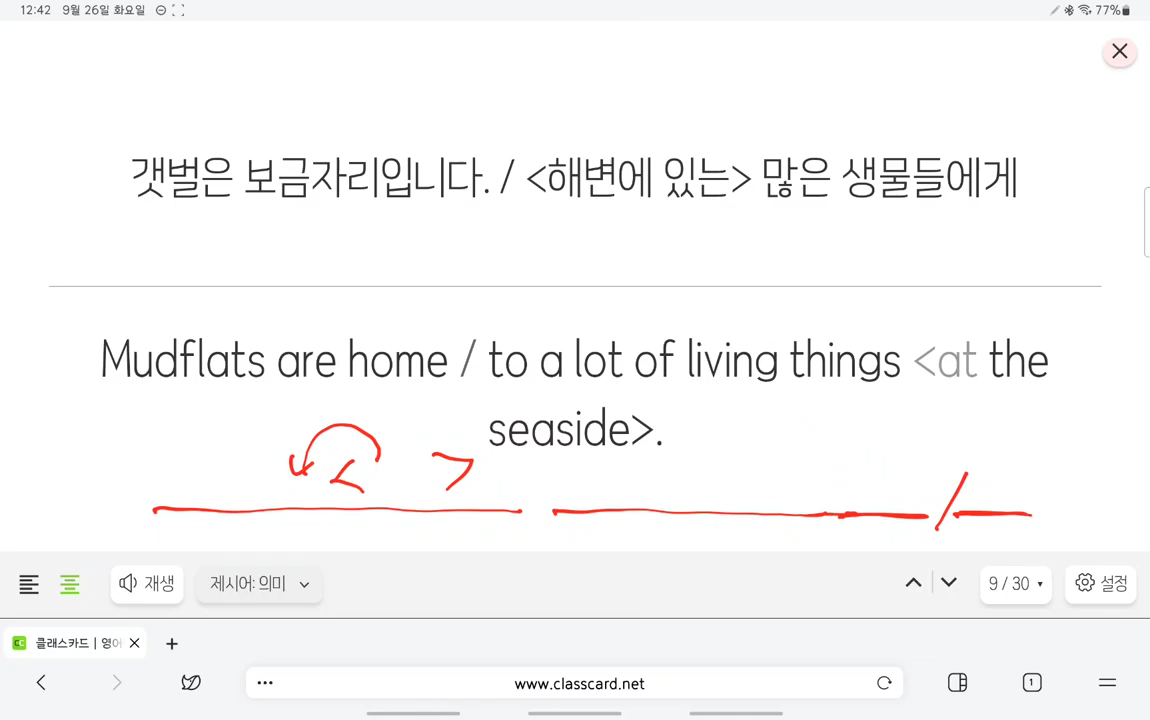 12:42 9월 26일 화요일
77%
갯벌은 보금자리입니다. / <해변에 있는> 많은 생물들에게
Mudflats are home / to a lot of living things <at the
seaside>.
< >
/
재생
제시어: 의미
9 / 30
설정
클래스카드 | 영어
www.classcard.net
1